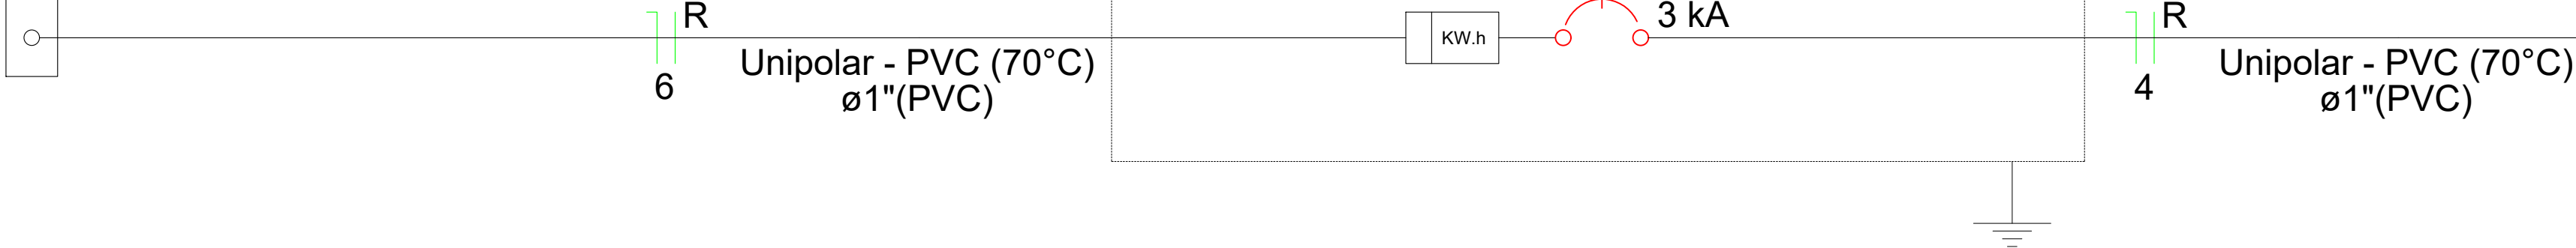 R
6
Unipolar - PVC (70°C)
ø1"(PVC)
KW.h
3 kA
R
4
Unipolar - PVC (70°C)
ø1"(PVC)